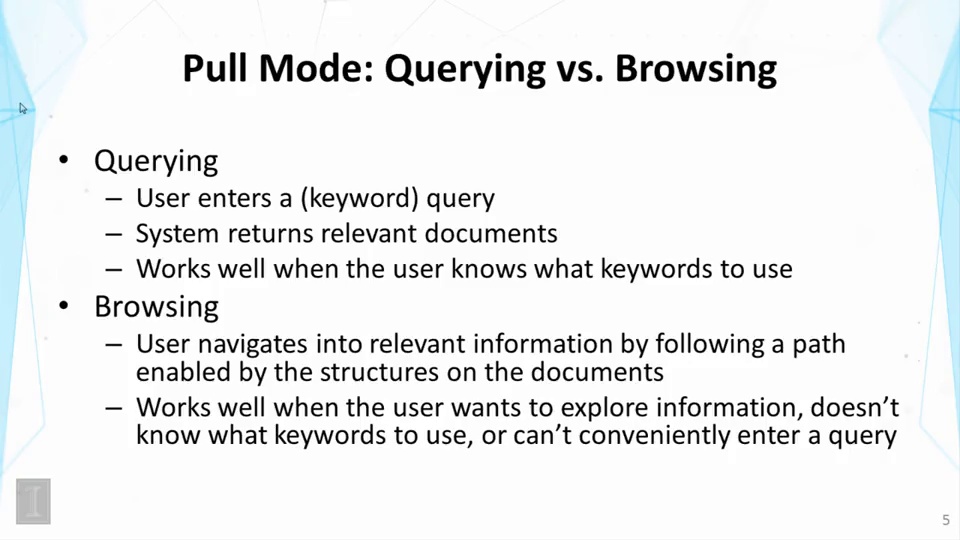 Pull Mode: Querying vs. Browsing
• Querying
– User enters a (keyword) query
– System returns relevant documents
– Works well when the user knows what keywords to use
• Browsing
– User navigates into relevant information by following a path
enabled by the structures on the documents
– Works well when the user wants to explore information, doesn’t
know what keywords to use, or can’t conveniently enter a query
I
5